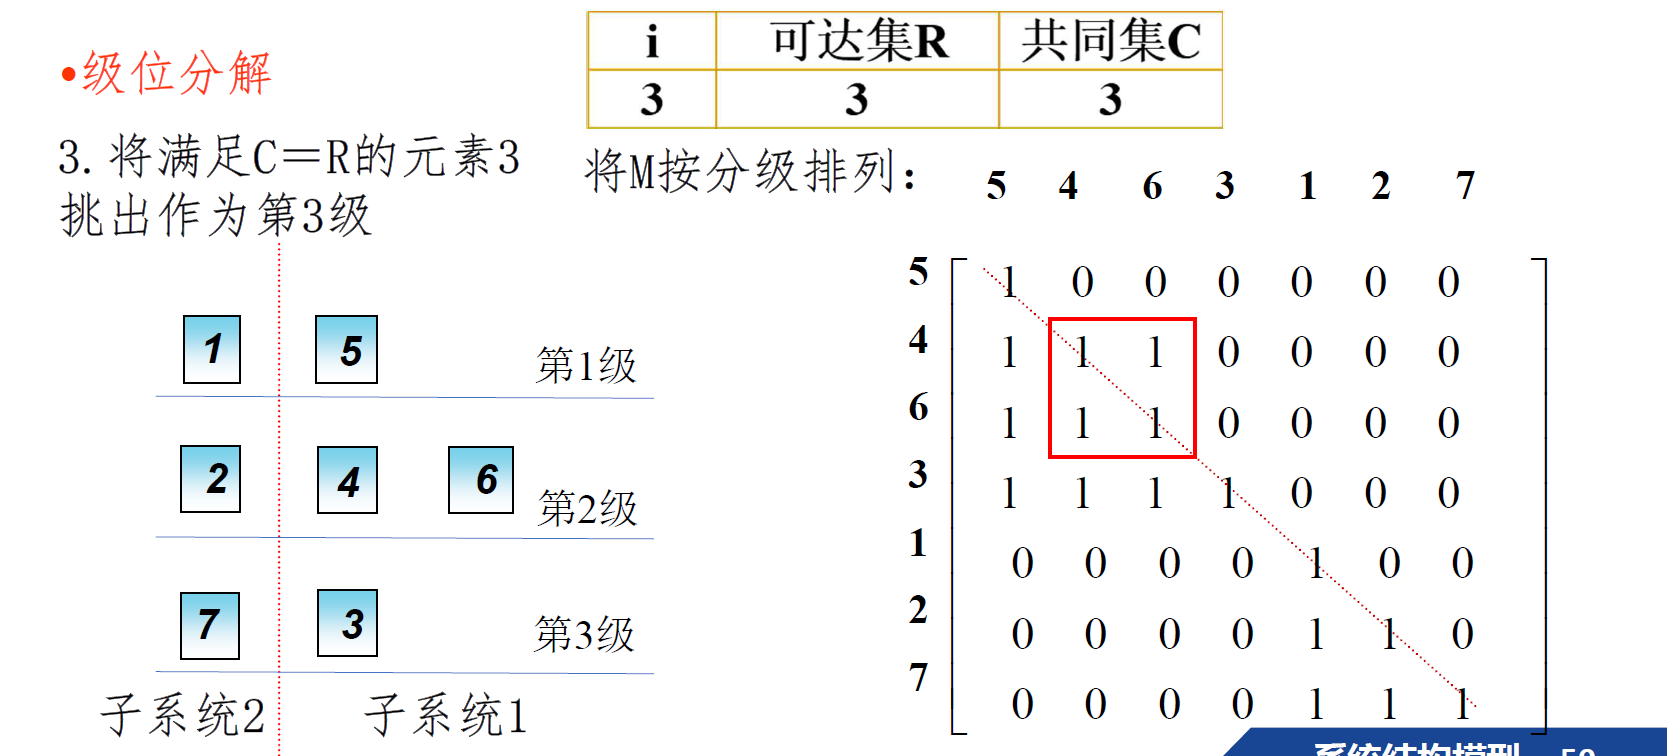 •级位分解
i 可达集R 共同集C
3 3 3
3.将满足C=R的元素3
挑出作为第3级
将M按分级排列：
5 4 6 3 1 2 7
5 1 0 0 0 0 0 0
4 1 1 1 0 0 0 0
6 1 1 1 0 0 0 0
3 1 1 1 1 0 0 0
1 0 0 0 0 1 0 0
2 0 0 0 0 1 1 0
7 0 0 0 0 1 1 1
1 5 第1级
2 4 6 第2级
7 3 第3级
子系统2 子系统1
系统结构模型